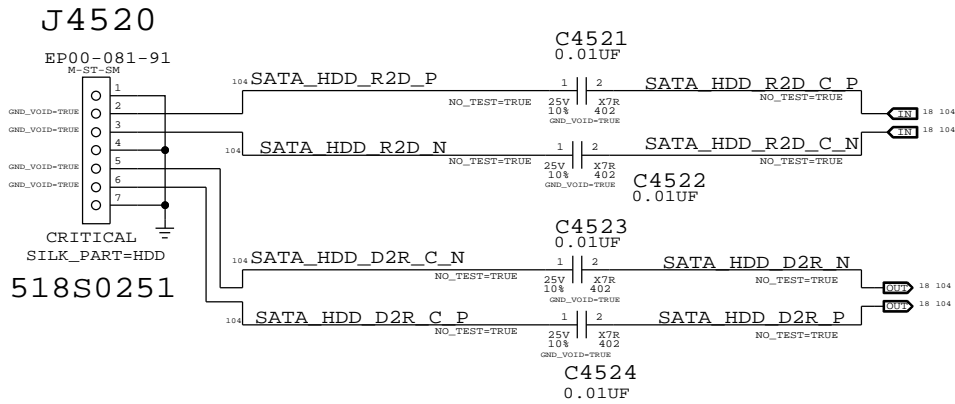 J4520
EP00-081-91
M-ST-SM
1
GND_VOID=TRUE 2
GND_VOID=TRUE 3
4
GND_VOID=TRUE 5
GND_VOID=TRUE 6
7
CRITICAL
SILK_PART=HDD
518S0251
C4521
0.01UF
104 SATA_HDD_R2D_P
NO_TEST=TRUE
1 2
25V X7R
10% 402
GND_VOID=TRUE
SATA_HDD_R2D_C_P
NO_TEST=TRUE
IN 18 104
104 SATA_HDD_R2D_N
NO_TEST=TRUE
1 2
25V X7R
10% 402
GND_VOID=TRUE
SATA_HDD_R2D_C_N
NO_TEST=TRUE
IN 18 104
C4522
0.01UF
C4523
0.01UF
104 SATA_HDD_D2R_C_N
NO_TEST=TRUE
1 2
25V X7R
10% 402
GND_VOID=TRUE
SATA_HDD_D2R_N
NO_TEST=TRUE
OUT 18 104
104 SATA_HDD_D2R_C_P
NO_TEST=TRUE
1 2
25V X7R
10% 402
GND_VOID=TRUE
SATA_HDD_D2R_P
NO_TEST=TRUE
OUT 18 104
C4524
0.01UF